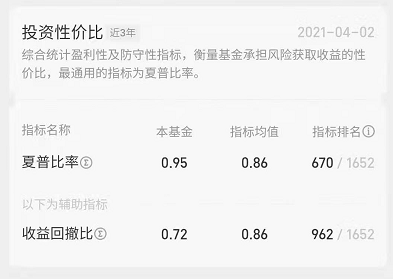 投资性价比 近3年 2021-04-02
综合统计盈利性及防守性指标，衡量基金承担风险获取收益的性
价比，最通用的指标为夏普比率。
指标名称 本基金 指标均值 指标排名
夏普比率 0.95 0.86 670 / 1652
以下为辅助指标
收益回撤比 0.72 0.86 962 / 1652